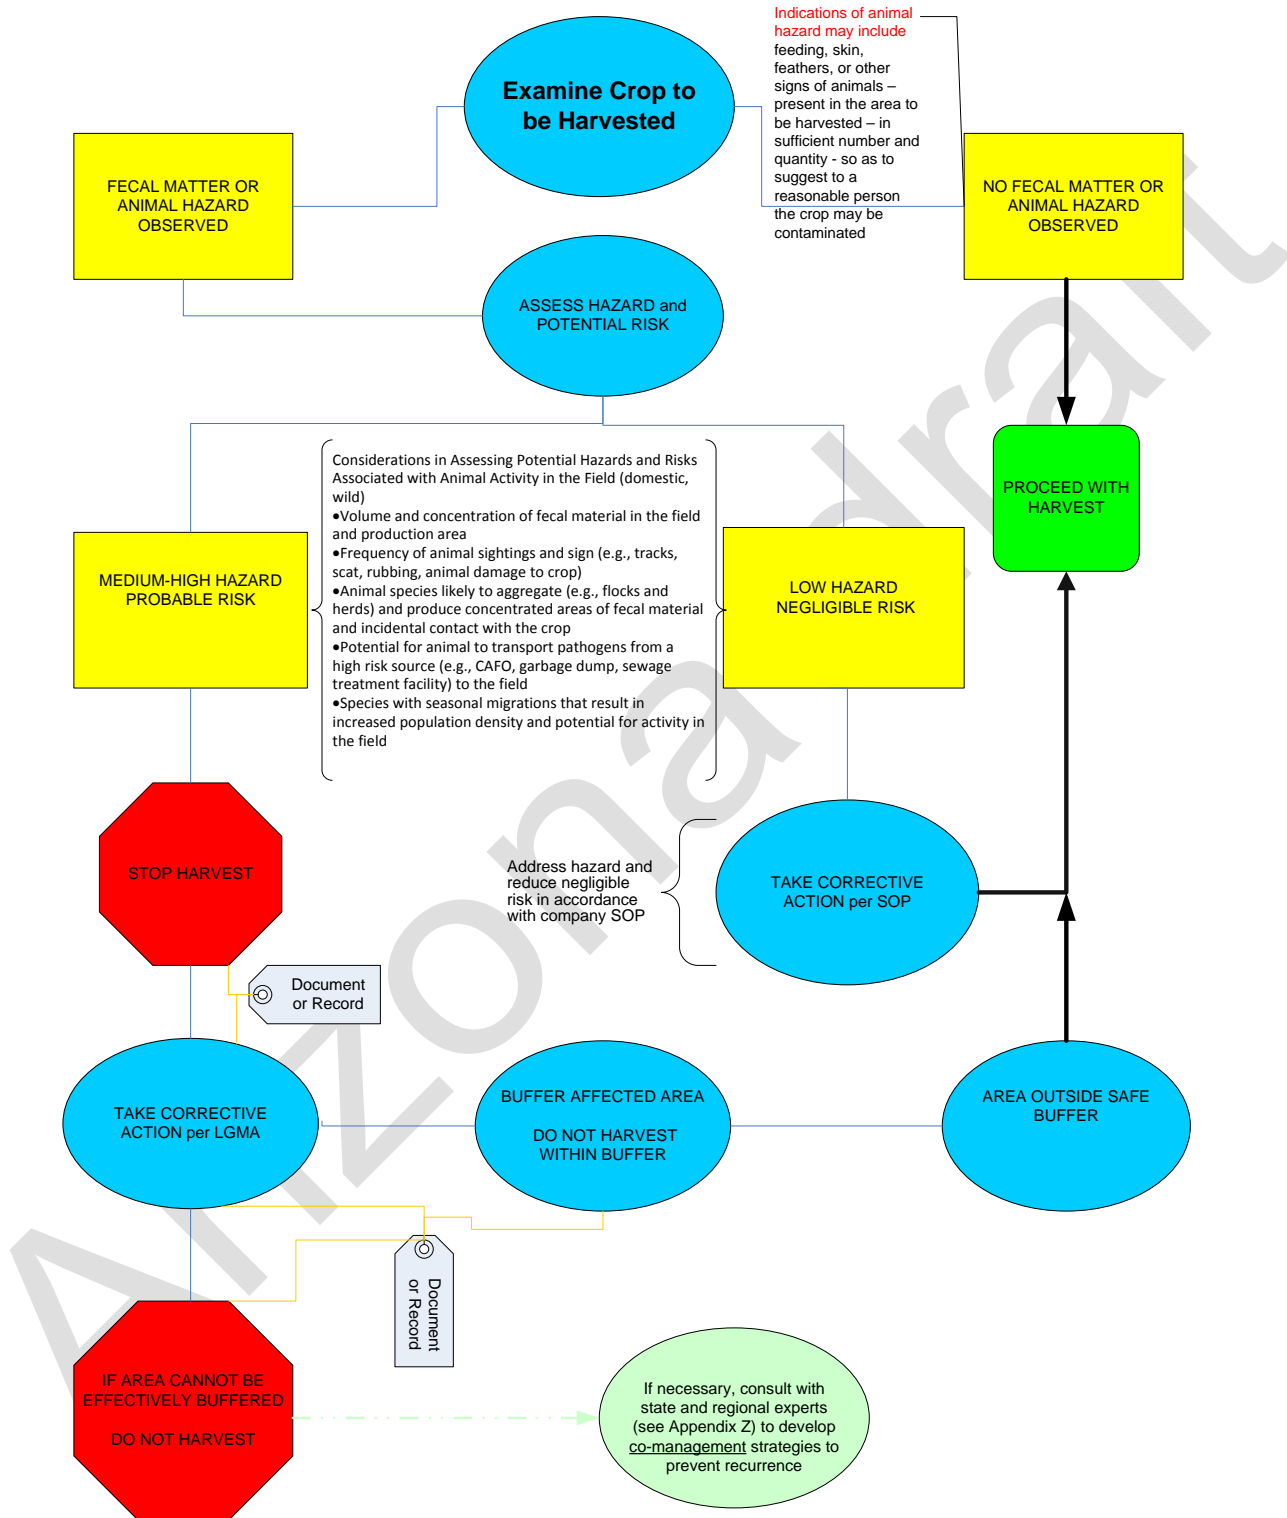 Examine Crop to
be Harvested
Indications of animal
hazard may include
feeding, skin,
feathers, or other
signs of animals –
present in the area to
be harvested – in
sufficient number and
quantity - so as to
suggest to a
reasonable person
the crop may be
contaminated
FECAL MATTER OR
ANIMAL HAZARD
OBSERVED
NO FECAL MATTER OR
ANIMAL HAZARD
OBSERVED
ASSESS HAZARD and
POTENTIAL RISK
PROCEED WITH
HARVEST
Considerations in Assessing Potential Hazards and Risks
Associated with Animal Activity in the Field (domestic,
wild)
•Volume and concentration of fecal material in the field
and production area
•Frequency of animal sightings and sign (e.g., tracks,
scat, rubbing, animal damage to crop)
•Animal species likely to aggregate (e.g., flocks and
herds) and produce concentrated areas of fecal material
and incidental contact with the crop
•Potential for animal to transport pathogens from a
high risk source (e.g., CAFO, garbage dump, sewage
treatment facility) to the field
•Species with seasonal migrations that result in
increased population density and potential for activity in
the field
MEDIUM-HIGH HAZARD
PROBABLE RISK
LOW HAZARD
NEGLIGIBLE RISK
STOP HARVEST
Address hazard and
reduce negligible
risk in accordance
with company SOP
TAKE CORRECTIVE
ACTION per SOP
Document
or Record
TAKE CORRECTIVE
ACTION per LGMA
BUFFER AFFECTED AREA
DO NOT HARVEST
WITHIN BUFFER
AREA OUTSIDE SAFE
BUFFER
Document
or Record
IF AREA CANNOT BE
EFFECTIVELY BUFFERED
DO NOT HARVEST
If necessary, consult with
state and regional experts
(see Appendix Z) to develop
co-management strategies to
prevent recurrence
Arizona draft